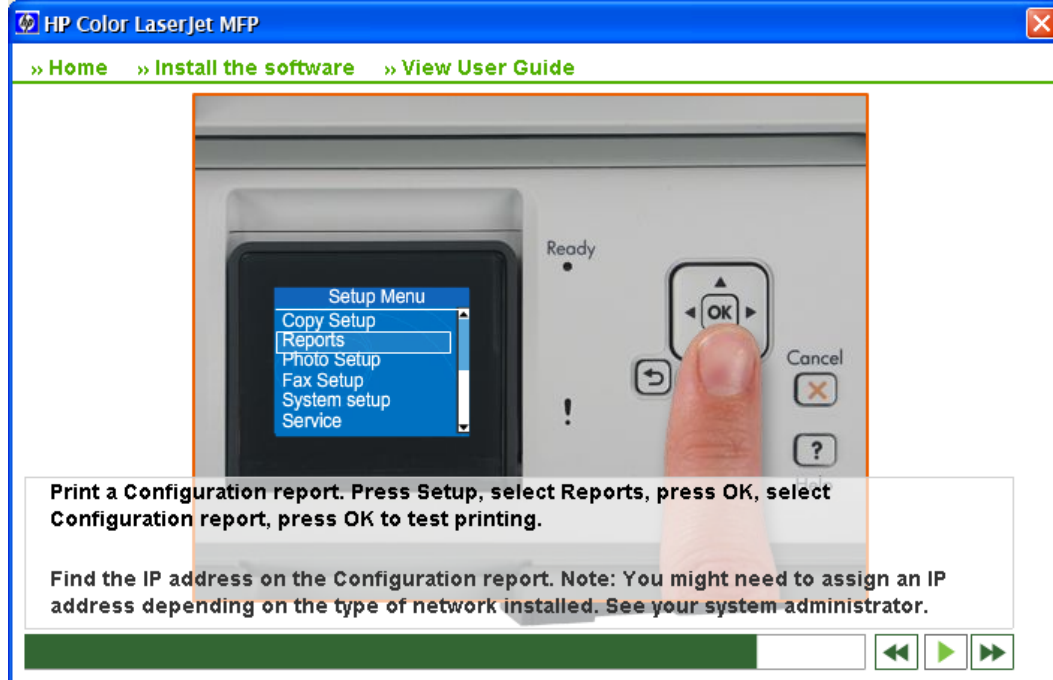 HP Color LaserJet MFP
» Home » Install the software » View User Guide
Ready
Setup Menu
Copy Setup
Reports
Photo Setup
Fax Setup
System setup
Service
OK
Cancel
!
?
Help
Print a Configuration report. Press Setup, select Reports, press OK, select
Configuration report, press OK to test printing.
Find the IP address on the Configuration report. Note: You might need to assign an IP
address depending on the type of network installed. See your system administrator.